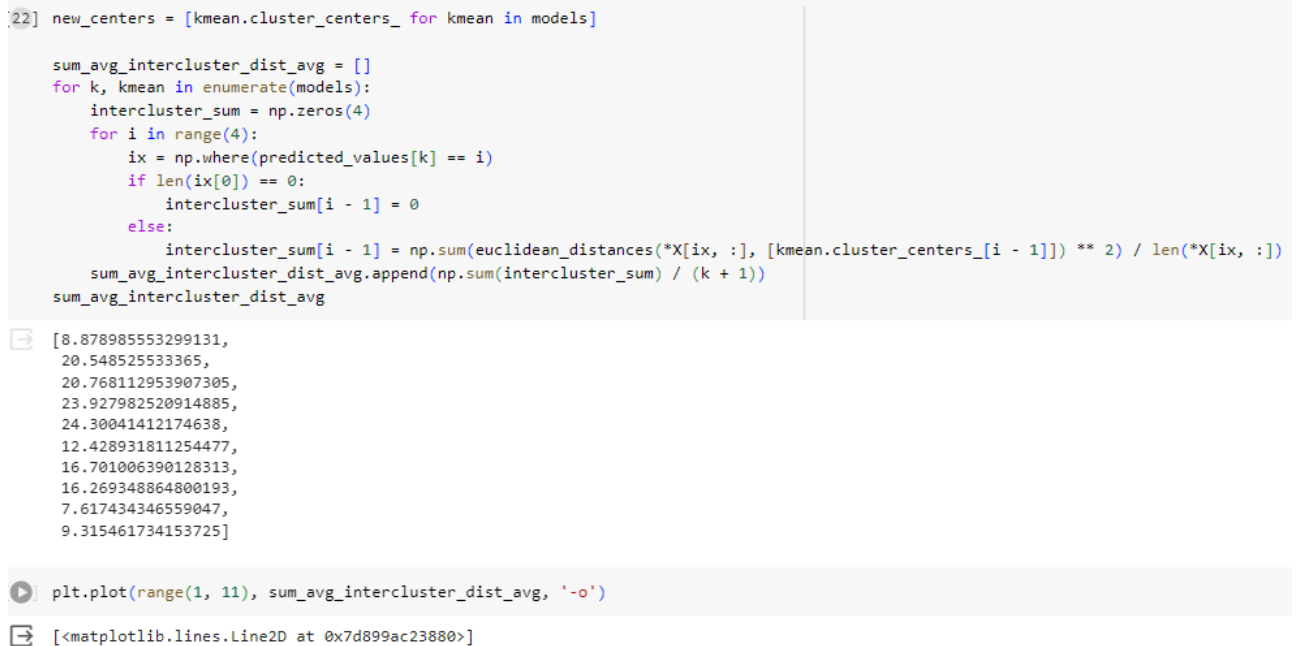 22] new_centers = [kmean.cluster_centers_ for kmean in models]
sum_avg_intercluster_dist_avg = []
for k, kmean in enumerate(models):
    intercluster_sum = np.zeros(4)
    for i in range(4):
        ix = np.where(predicted_values[k] == i)
        if len(ix[0]) == 0:
            intercluster_sum[i - 1] = 0
        else:
            intercluster_sum[i - 1] = np.sum(euclidean_distances(*X[ix, :], [kmean.cluster_centers_[i - 1]]) ** 2) / len(*X[ix, :])
    sum_avg_intercluster_dist_avg.append(np.sum(intercluster_sum) / (k + 1))
sum_avg_intercluster_dist_avg
[8.878985553299131,
 20.548525533365,
 20.768112953907305,
 23.927982520914885,
 24.30041412174638,
 12.428931811254477,
 16.701006390128313,
 16.269348864800193,
 7.617434346559047,
 9.315461734153725]
plt.plot(range(1, 11), sum_avg_intercluster_dist_avg, '-o')
[<matplotlib.lines.Line2D at 0x7d899ac23880>]